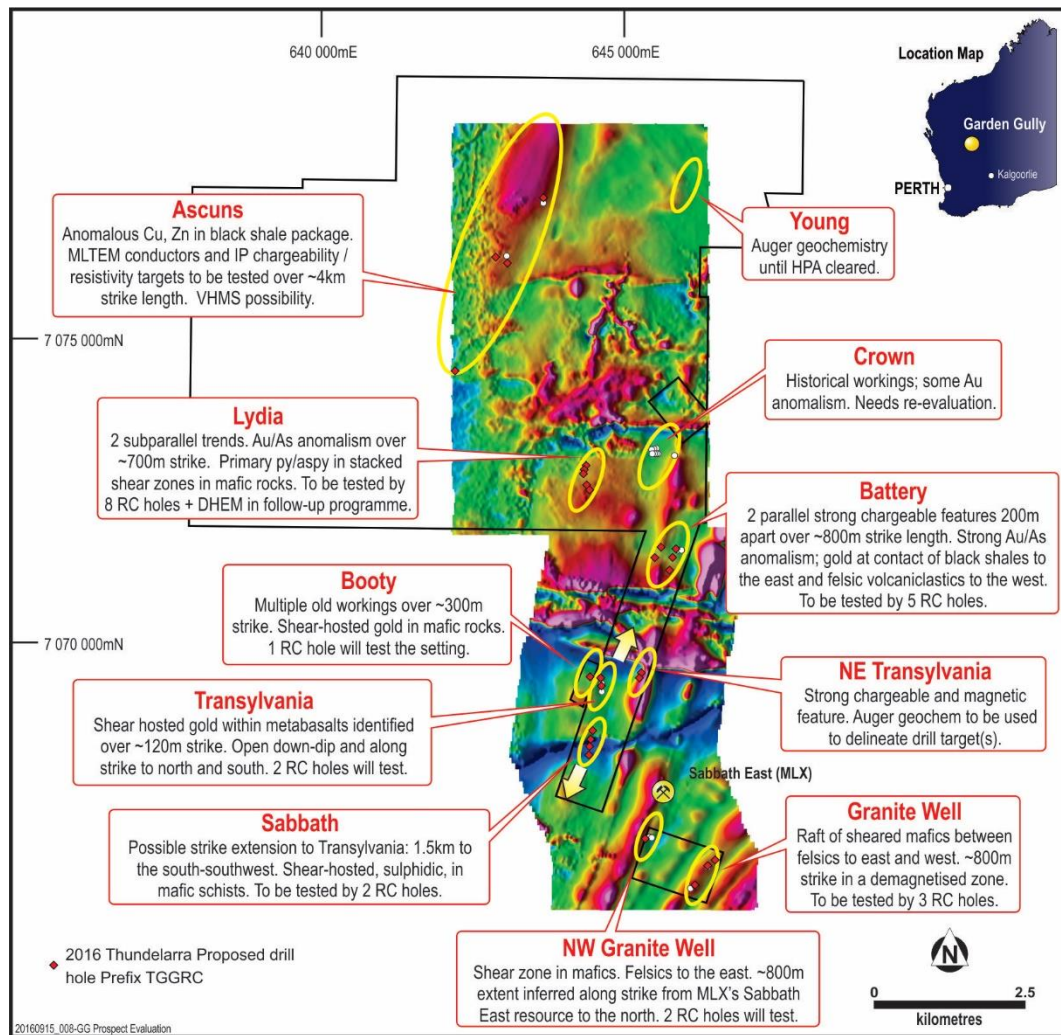 640 000mE
645 000mE
Location Map
Garden Gully
Kalgoorlie
PERTH
Ascuns
Anomalous Cu, Zn in black shale package.
MLTEM conductors and IP chargeability /
resistivity targets to be tested over ~4km
strike length. VHMS possibility.
Young
Auger geochemistry
until HPA cleared.
7 075 000mN
Crown
Historical workings; some Au
anomalism. Needs re-evaluation.
Lydia
2 subparallel trends. Au/As anomalism over
~700m strike. Primary py/aspy in stacked
shear zones in mafic rocks. To be tested by
8 RC holes + DHEM in follow-up programme.
Battery
2 parallel strong chargeable features 200m
apart over ~800m strike length. Strong Au/As
anomalism; gold at contact of black shales to
the east and felsic volcaniclastics to the west.
To be tested by 5 RC holes.
Booty
Multiple old workings over ~300m
strike. Shear-hosted gold in mafic rocks.
1 RC hole will test the setting.
7 070 000mN
NE Transylvania
Strong chargeable and magnetic
feature. Auger geochem to be used
to delineate drill target(s).
Transylvania
Shear hosted gold within metabasalts identified
over ~120m strike. Open down-dip and along
strike to north and south. 2 RC holes will test.
Sabbath East (MLX)
Sabbath
Possible strike extension to Transylvania: 1.5km to
the south-southwest. Shear-hosted, sulphidic, in
mafic schists. To be tested by 2 RC holes.
Granite Well
Raft of sheared mafics between
felsics to east and west. ~800m
strike in a demagnetised zone.
To be tested by 3 RC holes.
NW Granite Well
Shear zone in mafics. Felsics to the east. ~800m
extent inferred along strike from MLX's Sabbath
East resource to the north. 2 RC holes will test.
2016 Thundelarra Proposed drill
hole Prefix TGGRC
N
0 2.5
kilometres
20160915_008-GG Prospect Evaluation